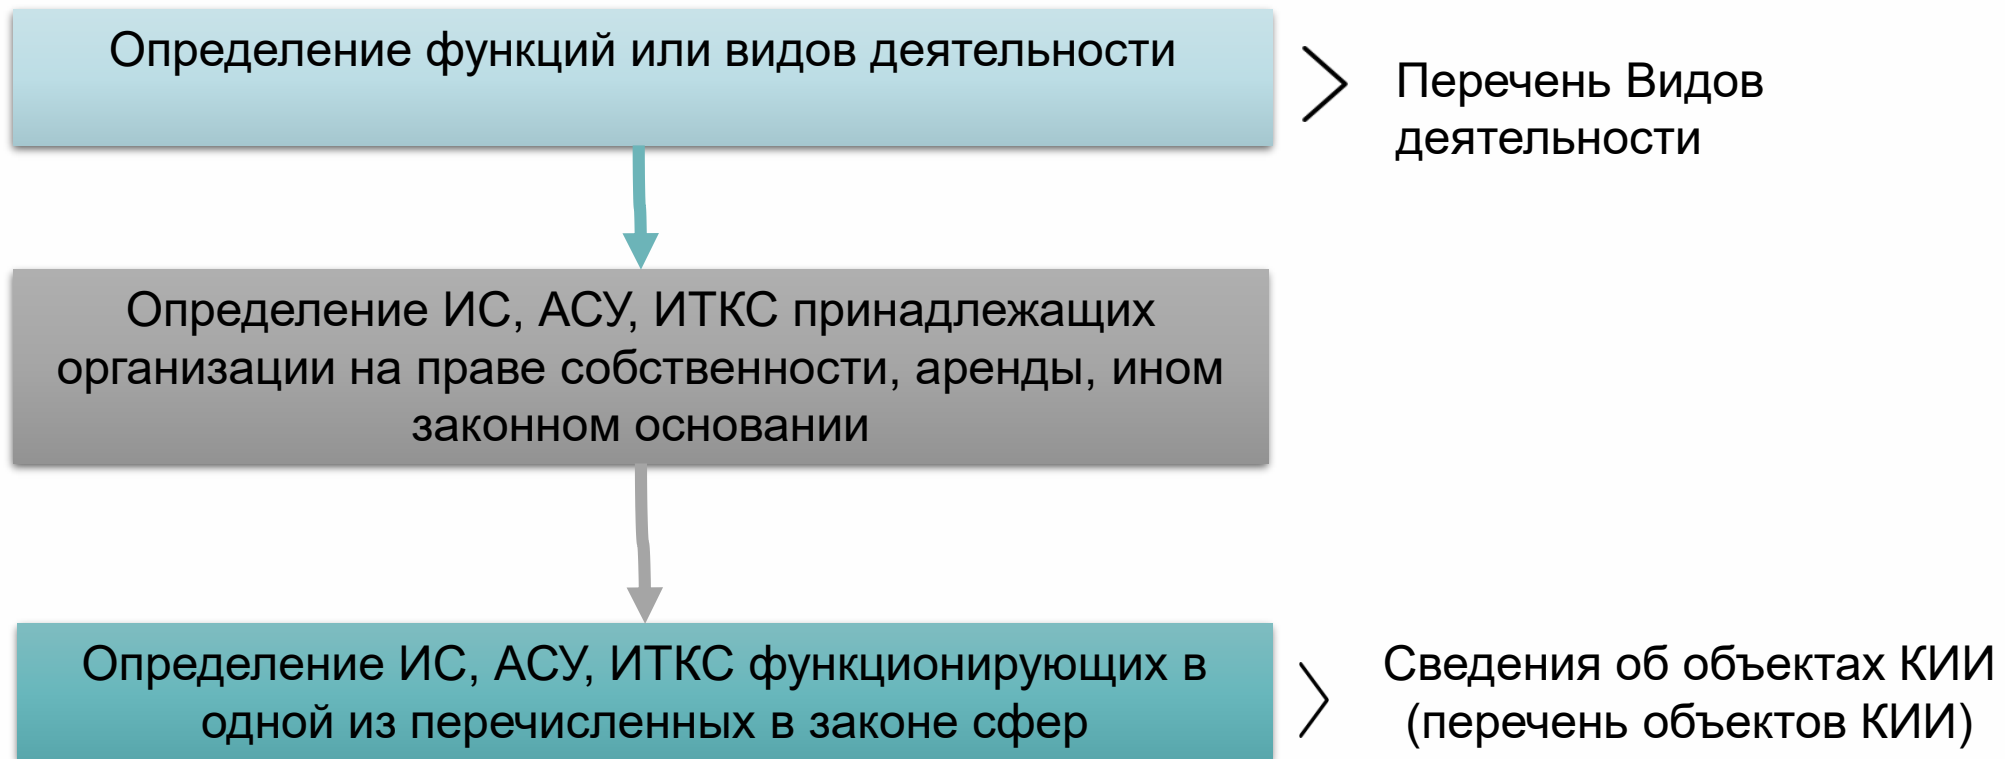 Определение функций или видов деятельности
Перечень Видов
деятельности
Определение ИС, АСУ, ИТКС принадлежащих
организации на праве собственности, аренды, ином
законном основании
Определение ИС, АСУ, ИТКС функционирующих в
одной из перечисленных в законе сфер
Сведения об объектах КИИ
(перечень объектов КИИ)